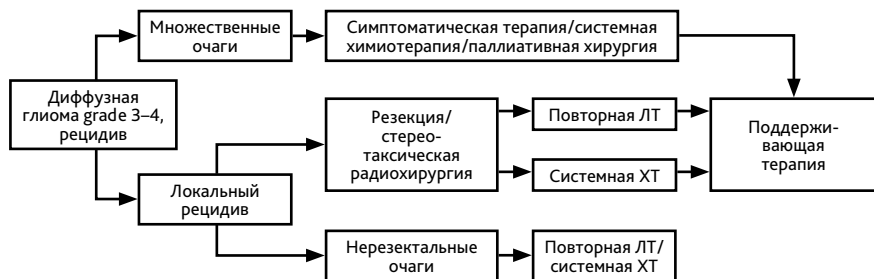 Множественные
очаги
Симптоматическая терапия/системная
химиотерапия/паллиативная хирургия
Диффузная
глиома grade 3–4,
рецидив
Резекция/
стерео-
таксическая
радиохирургия
Повторная ЛТ
Системная ХТ
Поддержи-
вающая
терапия
Локальный
рецидив
Нерезектальные
очаги
Повторная ЛТ/
системная ХТ